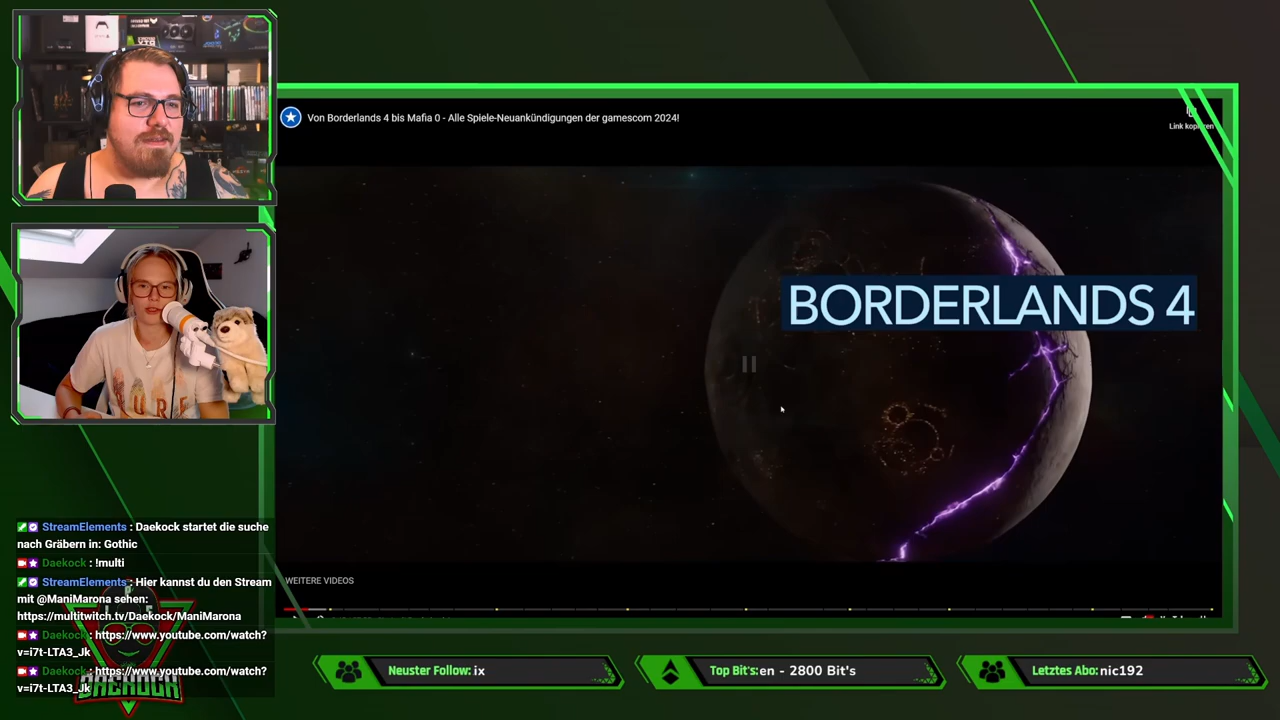 Von Borderlands 4 bis Mafia 0 - Alle Spiele-Neuankündigungen der gamescom 2024!
Link kopieren
BORDERLANDS 4
WEITERE VIDEOS
StreamElements : Daekock startet die suche
nach Gräbern in: Gothic
Daekock : !multi
StreamElements : Hier kannst du den Stream
mit @ManiMarona sehen:
https://multitwitch.tv/Daekock/ManiMarona
Daekock : https://www.youtube.com/watch?
v=i7t-LTA3_Jk
Daekock : https://www.youtube.com/watch?
v=i7t-LTA3_Jk
DAEKOCK
Neuster Follow: ix
Top Bit's: en - 2800 Bit's
Letztes Abo: nic192